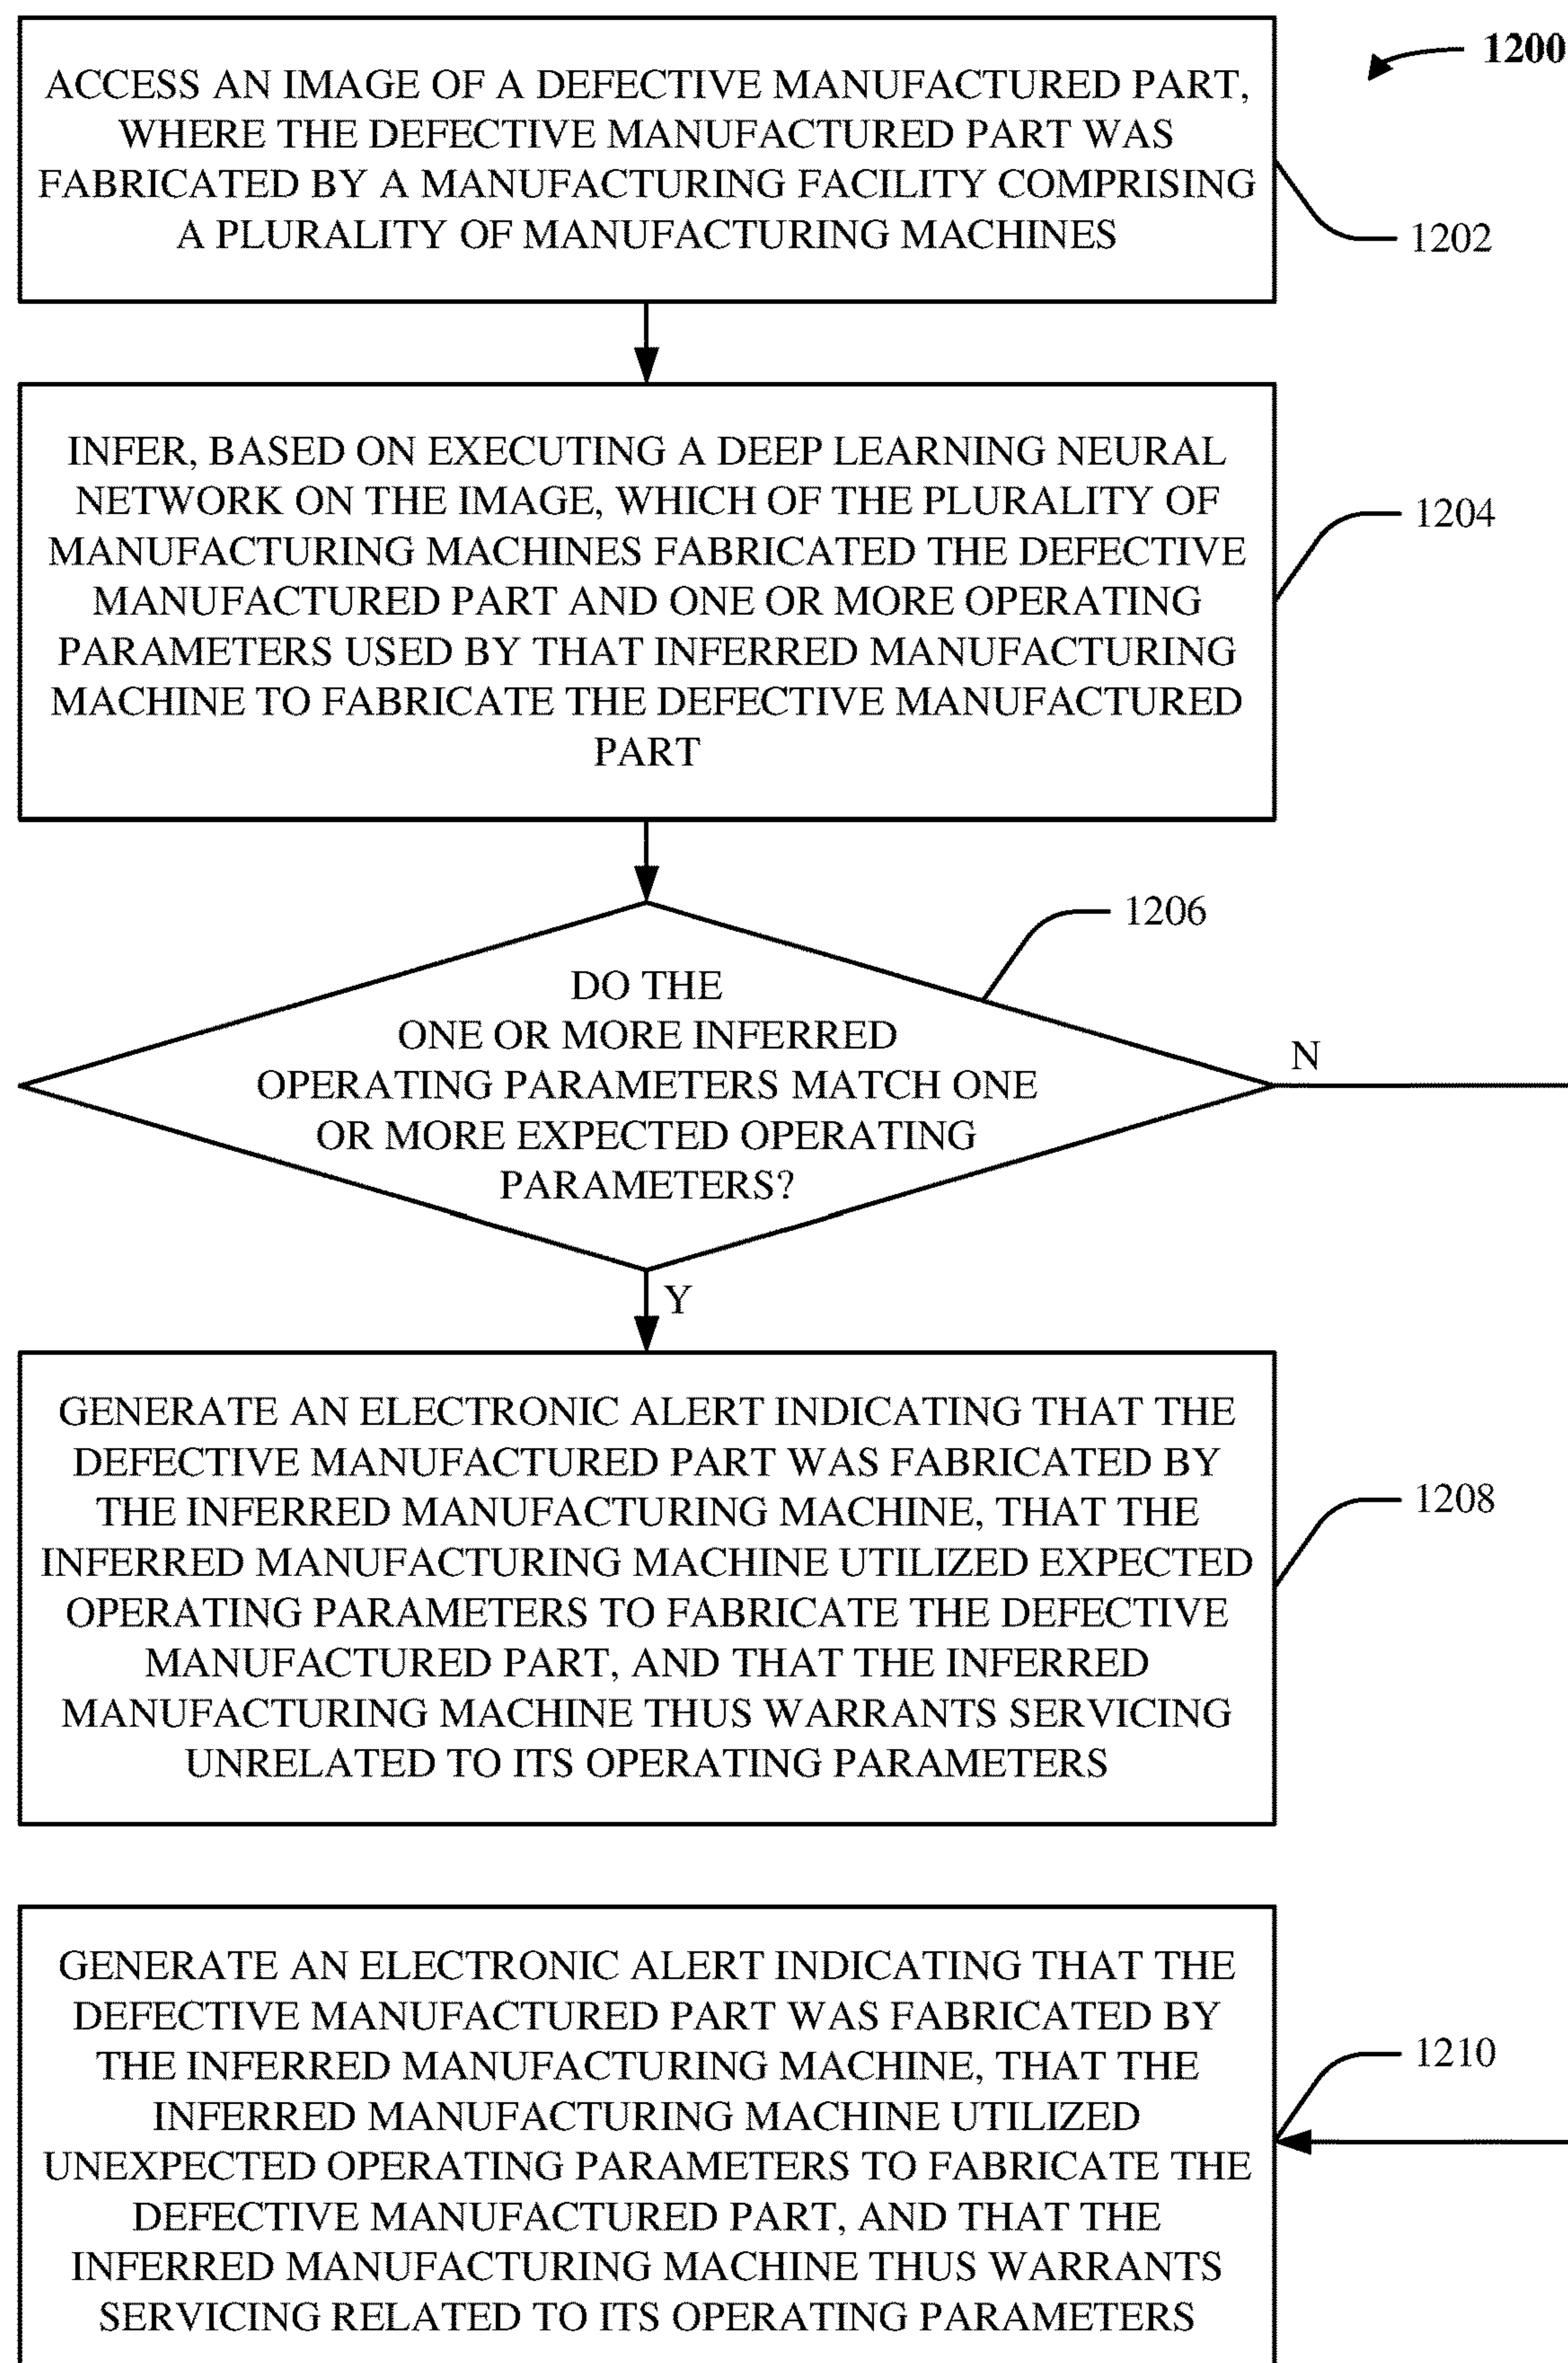 1200
ACCESS AN IMAGE OF A DEFECTIVE MANUFACTURED PART,
WHERE THE DEFECTIVE MANUFACTURED PART WAS
FABRICATED BY A MANUFACTURING FACILITY COMPRISING
A PLURALITY OF MANUFACTURING MACHINES
1202
INFER, BASED ON EXECUTING A DEEP LEARNING NEURAL
NETWORK ON THE IMAGE, WHICH OF THE PLURALITY OF
MANUFACTURING MACHINES FABRICATED THE DEFECTIVE
MANUFACTURED PART AND ONE OR MORE OPERATING
PARAMETERS USED BY THAT INFERRED MANUFACTURING
MACHINE TO FABRICATE THE DEFECTIVE MANUFACTURED
PART
1204
1206
DO THE
ONE OR MORE INFERRED
OPERATING PARAMETERS MATCH ONE
OR MORE EXPECTED OPERATING
PARAMETERS?
N
Y
GENERATE AN ELECTRONIC ALERT INDICATING THAT THE
DEFECTIVE MANUFACTURED PART WAS FABRICATED BY
THE INFERRED MANUFACTURING MACHINE, THAT THE
INFERRED MANUFACTURING MACHINE UTILIZED EXPECTED
OPERATING PARAMETERS TO FABRICATE THE DEFECTIVE
MANUFACTURED PART, AND THAT THE INFERRED
MANUFACTURING MACHINE THUS WARRANTS SERVICING
UNRELATED TO ITS OPERATING PARAMETERS
1208
GENERATE AN ELECTRONIC ALERT INDICATING THAT THE
DEFECTIVE MANUFACTURED PART WAS FABRICATED BY
THE INFERRED MANUFACTURING MACHINE, THAT THE
INFERRED MANUFACTURING MACHINE UTILIZED
UNEXPECTED OPERATING PARAMETERS TO FABRICATE THE
DEFECTIVE MANUFACTURED PART, AND THAT THE
INFERRED MANUFACTURING MACHINE THUS WARRANTS
SERVICING RELATED TO ITS OPERATING PARAMETERS
1210